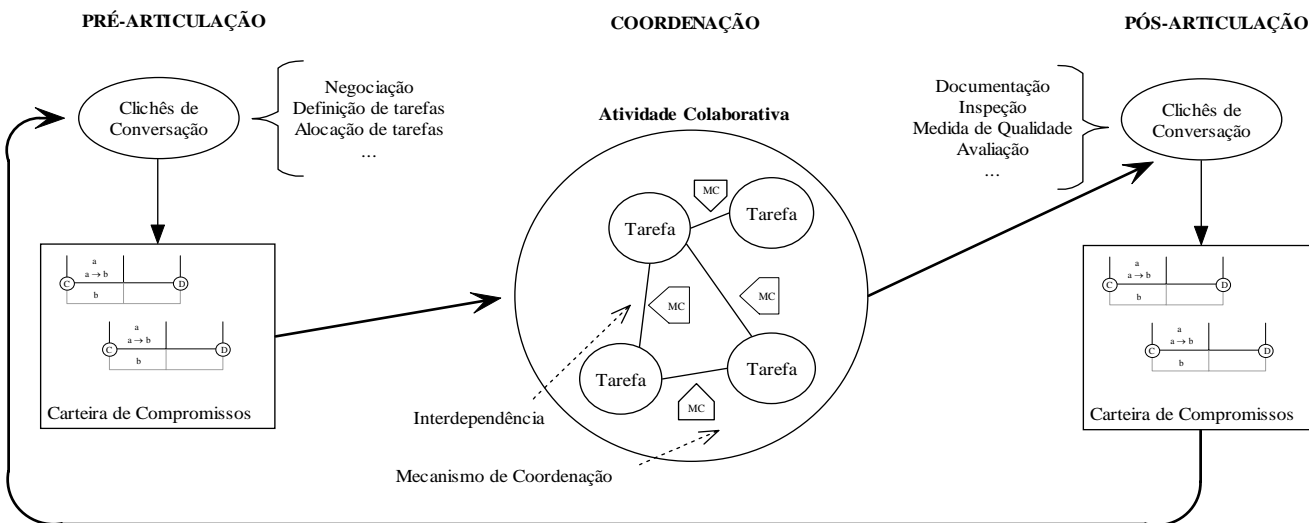 PRÉ-ARTICULAÇÃO
Clichês de
Conversação
Negociação
Definição de tarefas
Alocação de tarefas
...
a
a → b
C
D
b
a
a → b
C
D
b
Carteira de Compromissos
COORDENAÇÃO
Atividade Colaborativa
MC
Tarefa
Tarefa
MC
MC
Tarefa
Tarefa
MC
Interdependência
Mecanismo de Coordenação
PÓS-ARTICULAÇÃO
Documentação
Inspeção
Medida de Qualidade
Avaliação
...
Clichês de
Conversação
a
a → b
C
D
b
a
a → b
C
D
b
Carteira de Compromissos